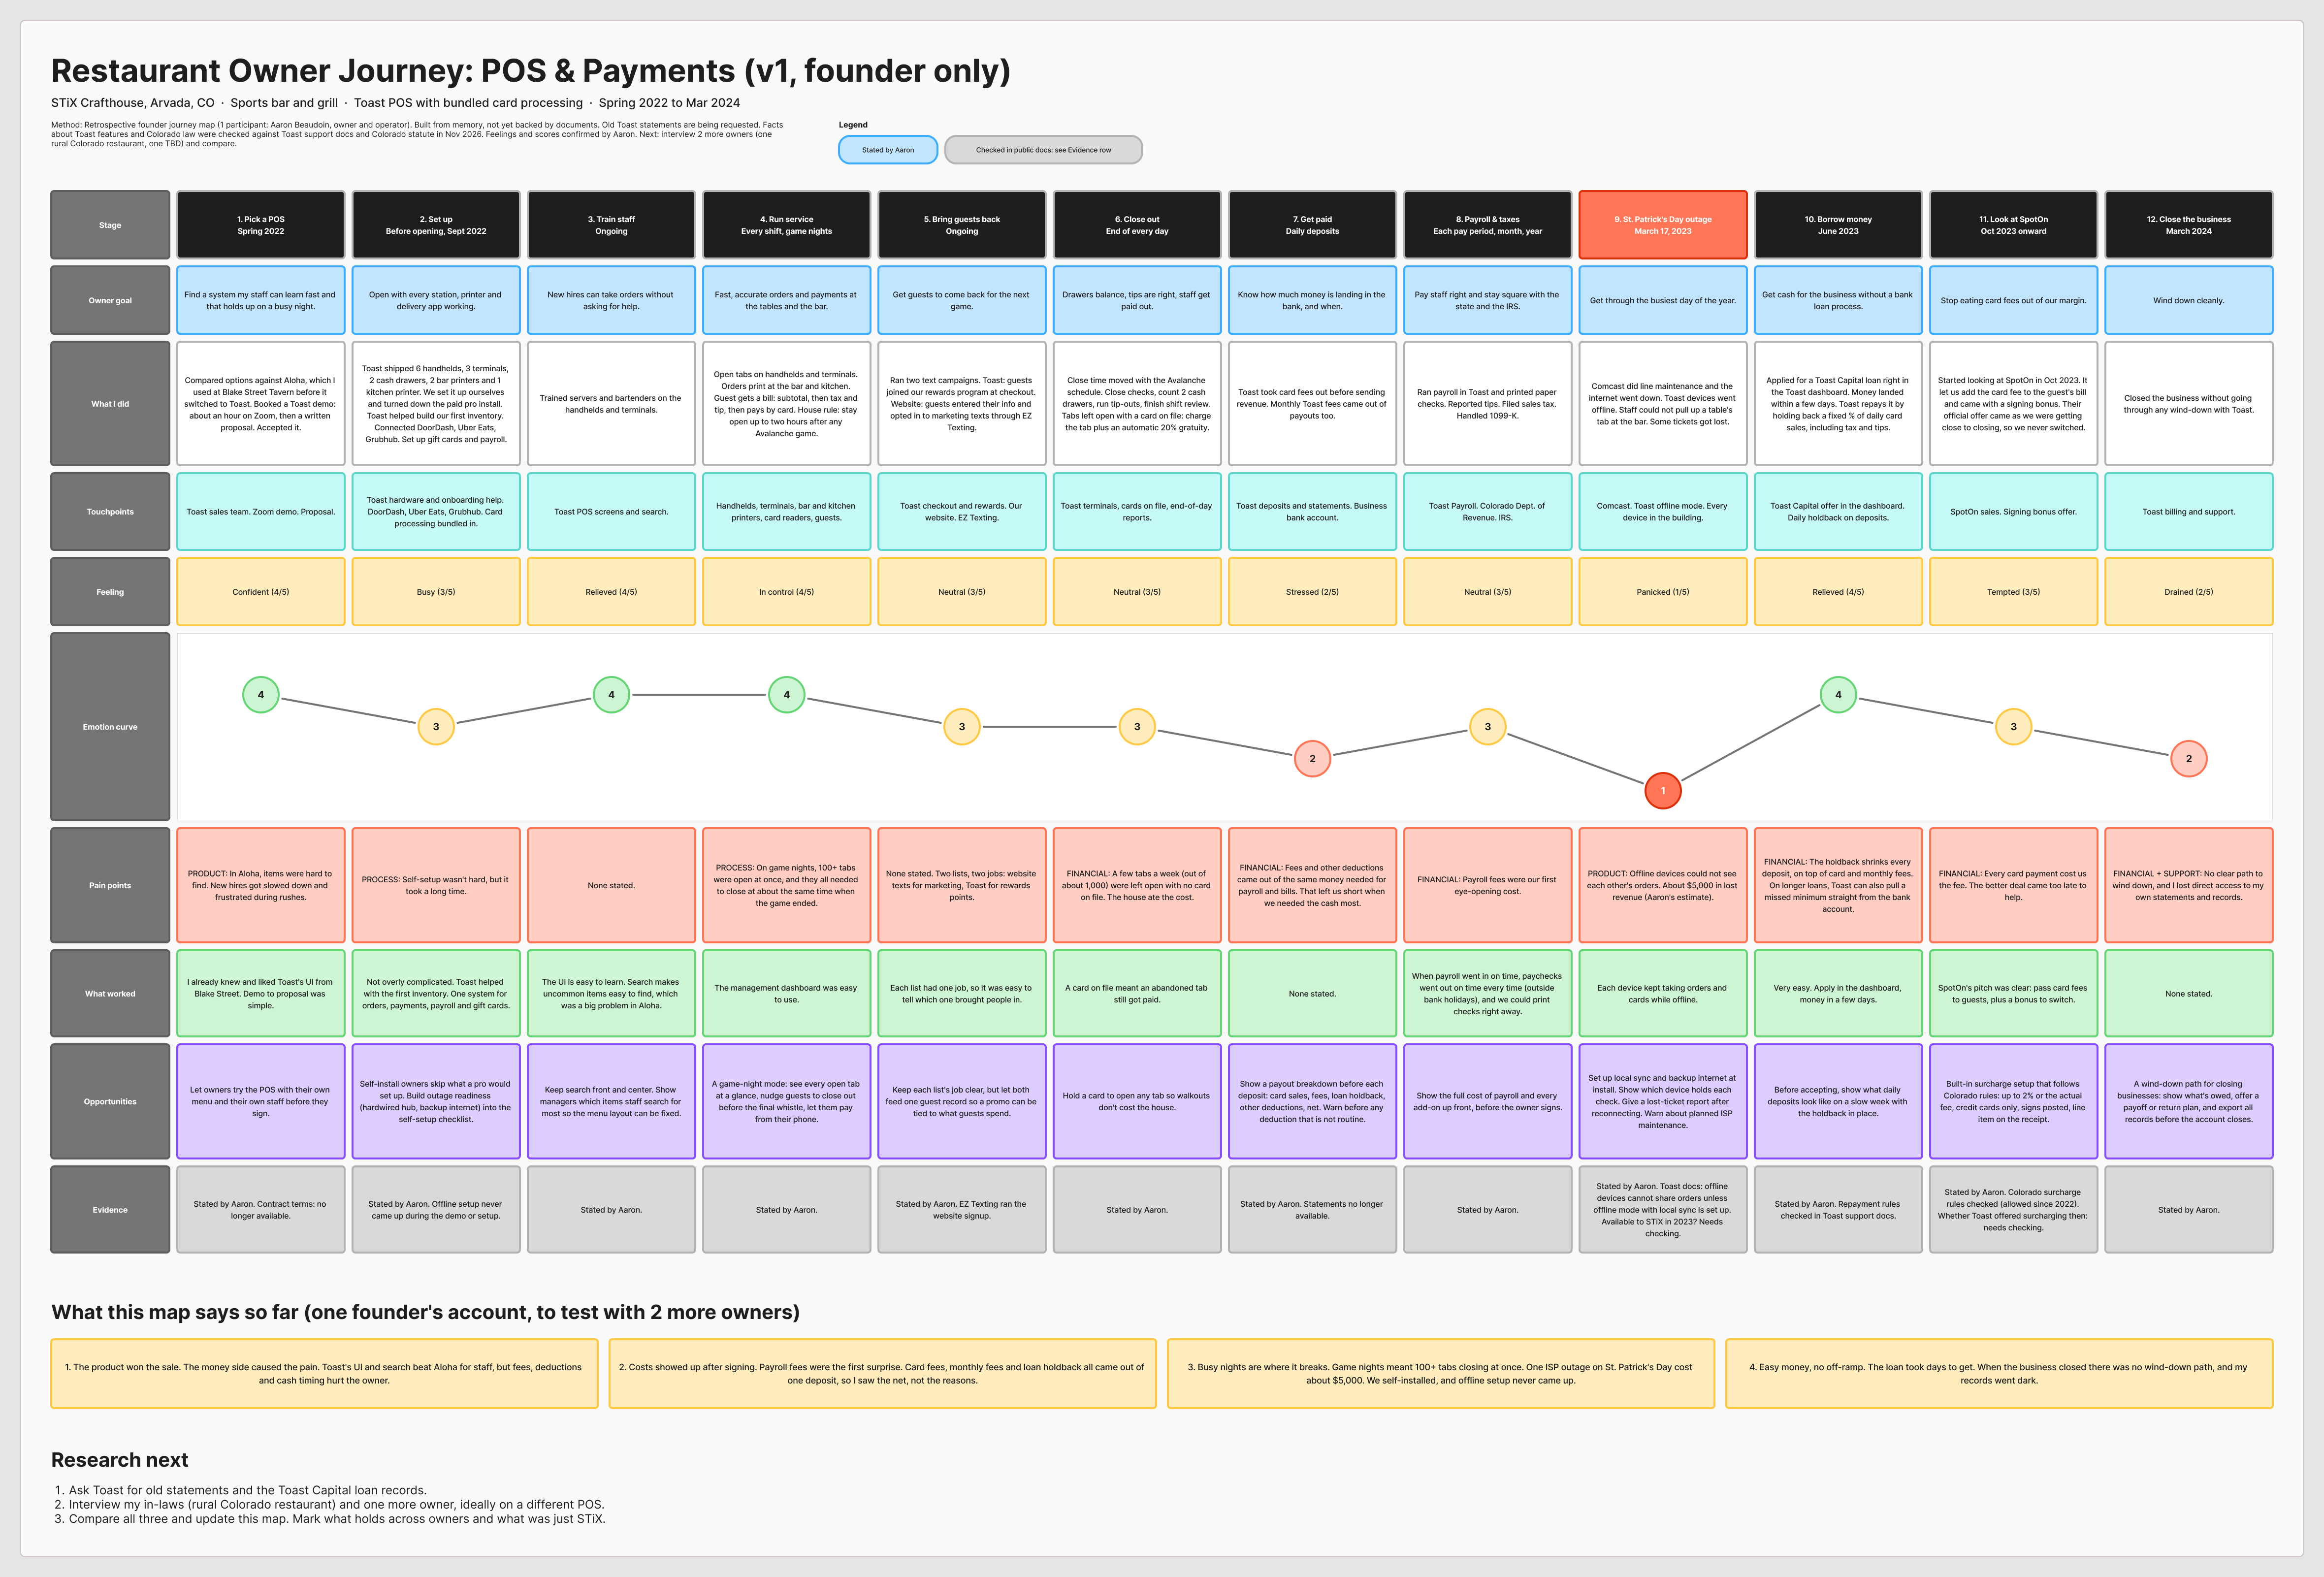 Restaurant Owner Journey: POS & Payments (v1, founder only)
STiX Crafthouse, Arvada, CO · Sports bar and grill · Toast POS with bundled card processing · Spring 2022 to Mar 2024
Method: Retrospective founder journey map (1 participant: Aaron Beaudoin, owner and operator). Built from memory, not yet backed by documents. Old Toast statements are being requested. Facts
about Toast features and Colorado law were checked against Toast support docs and Colorado statute in Nov 2026. Feelings and scores confirmed by Aaron. Next: interview 2 more owners (one
rural Colorado restaurant, one TBD) and compare.
Legend
Stated by Aaron
Checked in public docs: see Evidence row
Stage
1. Pick a POS
Spring 2022
2. Set up
Before opening, Sept 2022
3. Train staff
Ongoing
4. Run service
Every shift, game nights
5. Bring guests back
Ongoing
6. Close out
End of every day
7. Get paid
Daily deposits
8. Payroll & taxes
Each pay period, month, year
9. St. Patrick's Day outage
March 17, 2023
10. Borrow money
June 2023
11. Look at SpotOn
Oct 2023 onward
12. Close the business
March 2024
Owner goal
Find a system my staff can learn fast and
that holds up on a busy night.
Open with every station, printer and
delivery app working.
New hires can take orders without
asking for help.
Fast, accurate orders and payments at
the tables and the bar.
Get guests to come back for the next
game.
Drawers balance, tips are right, staff get
paid out.
Know how much money is landing in the
bank, and when.
Pay staff right and stay square with the
state and the IRS.
Get through the busiest day of the year.
Get cash for the business without a bank
loan process.
Stop eating card fees out of our margin.
Wind down cleanly.
What I did
Compared options against Aloha, which I
used at Blake Street Tavern before it
switched to Toast. Booked a Toast demo:
about an hour on Zoom, then a written
proposal. Accepted it.
Toast shipped 6 handhelds, 3 terminals,
2 cash drawers, 2 bar printers and 1
kitchen printer. We set it up ourselves
and turned down the paid pro install.
Toast helped build our first inventory.
Connected DoorDash, Uber Eats,
Grubhub. Set up gift cards and payroll.
Trained servers and bartenders on the
handhelds and terminals.
Open tabs on handhelds and terminals.
Orders print at the bar and kitchen.
Guest gets a bill: subtotal, then tax and
tip, then pays by card. House rule: stay
open up to two hours after any
Avalanche game.
Ran two text campaigns. Toast: guests
joined our rewards program at checkout.
Website: guests entered their info and
opted in to marketing texts through EZ
Texting.
Close time moved with the Avalanche
schedule. Close checks, count 2 cash
drawers, run tip-outs, finish shift review.
Tabs left open with a card on file: charge
the tab plus an automatic 20% gratuity.
Toast took card fees out before sending
revenue. Monthly Toast fees came out of
payouts too.
Ran payroll in Toast and printed paper
checks. Reported tips. Filed sales tax.
Handled 1099-K.
Comcast did line maintenance and the
internet went down. Toast devices went
offline. Staff could not pull up a table's
tab at the bar. Some tickets got lost.
Applied for a Toast Capital loan right in
the Toast dashboard. Money landed
within a few days. Toast repays it by
holding back a fixed % of daily card
sales, including tax and tips.
Started looking at SpotOn in Oct 2023. It
let us add the card fee to the guest's bill
and came with a signing bonus. Their
official offer came as we were getting
close to closing, so we never switched.
Closed the business without going
through any wind-down with Toast.
Touchpoints
Toast sales team. Zoom demo. Proposal.
Toast hardware and onboarding help.
DoorDash, Uber Eats, Grubhub. Card
processing bundled in.
Toast POS screens and search.
Handhelds, terminals, bar and kitchen
printers, card readers, guests.
Toast checkout and rewards. Our
website. EZ Texting.
Toast terminals, cards on file, end-of-day
reports.
Toast deposits and statements. Business
bank account.
Toast Payroll. Colorado Dept. of
Revenue. IRS.
Comcast. Toast offline mode. Every
device in the building.
Toast Capital offer in the dashboard.
Daily holdback on deposits.
SpotOn sales. Signing bonus offer.
Toast billing and support.
Feeling
Confident (4/5)
Busy (3/5)
Relieved (4/5)
In control (4/5)
Neutral (3/5)
Neutral (3/5)
Stressed (2/5)
Neutral (3/5)
Panicked (1/5)
Relieved (4/5)
Tempted (3/5)
Drained (2/5)
Emotion curve
4
3
4
4
3
3
2
3
1
4
3
2
Pain points
PRODUCT: In Aloha, items were hard to
find. New hires got slowed down and
frustrated during rushes.
PROCESS: Self-setup wasn't hard, but it
took a long time.
None stated.
PROCESS: On game nights, 100+ tabs
were open at once, and they all needed
to close at about the same time when
the game ended.
None stated. Two lists, two jobs: website
texts for marketing, Toast for rewards
points.
FINANCIAL: A few tabs a week (out of
about 1,000) were left open with no card
on file. The house ate the cost.
FINANCIAL: Fees and other deductions
came out of the same money needed for
payroll and bills. That left us short when
we needed the cash most.
FINANCIAL: Payroll fees were our first
eye-opening cost.
PRODUCT: Offline devices could not see
each other's orders. About $5,000 in lost
revenue (Aaron's estimate).
FINANCIAL: The holdback shrinks every
deposit, on top of card and monthly fees.
On longer loans, Toast can also pull a
missed minimum straight from the bank
account.
FINANCIAL: Every card payment cost us
the fee. The better deal came too late to
help.
FINANCIAL + SUPPORT: No clear path to
wind down, and I lost direct access to my
own statements and records.
What worked
I already knew and liked Toast's UI from
Blake Street. Demo to proposal was
simple.
Not overly complicated. Toast helped
with the first inventory. One system for
orders, payments, payroll and gift cards.
The UI is easy to learn. Search makes
uncommon items easy to find, which
was a big problem in Aloha.
The management dashboard was easy
to use.
Each list had one job, so it was easy to
tell which one brought people in.
A card on file meant an abandoned tab
still got paid.
None stated.
When payroll went in on time, paychecks
went out on time every time (outside
bank holidays), and we could print
checks right away.
Each device kept taking orders and
cards while offline.
Very easy. Apply in the dashboard,
money in a few days.
SpotOn's pitch was clear: pass card fees
to guests, plus a bonus to switch.
None stated.
Opportunities
Let owners try the POS with their own
menu and their own staff before they
sign.
Self-install owners skip what a pro would
set up. Build outage readiness
(hardwired hub, backup internet) into the
self-setup checklist.
Keep search front and center. Show
managers which items staff search for
most so the menu layout can be fixed.
A game-night mode: see every open tab
at a glance, nudge guests to close out
before the final whistle, let them pay
from their phone.
Keep each list's job clear, but let both
feed one guest record so a promo can be
tied to what guests spend.
Hold a card to open any tab so walkouts
don't cost the house.
Show a payout breakdown before each
deposit: card sales, fees, loan holdback,
other deductions, net. Warn before any
deduction that is not routine.
Show the full cost of payroll and every
add-on up front, before the owner signs.
Set up local sync and backup internet at
install. Show which device holds each
check. Give a lost-ticket report after
reconnecting. Warn about planned ISP
maintenance.
Before accepting, show what daily
deposits look like on a slow week with
the holdback in place.
Built-in surcharge setup that follows
Colorado rules: up to 2% or the actual
fee, credit cards only, signs posted, line
item on the receipt.
A wind-down path for closing
businesses: show what's owed, offer a
payoff or return plan, and export all
records before the account closes.
Evidence
Stated by Aaron. Contract terms: no
longer available.
Stated by Aaron. Offline setup never
came up during the demo or setup.
Stated by Aaron.
Stated by Aaron.
Stated by Aaron. EZ Texting ran the
website signup.
Stated by Aaron.
Stated by Aaron. Statements no longer
available.
Stated by Aaron.
Stated by Aaron. Toast docs: offline
devices cannot share orders unless
offline mode with local sync is set up.
Available to STiX in 2023? Needs
checking.
Stated by Aaron. Repayment rules
checked in Toast support docs.
Stated by Aaron. Colorado surcharge
rules checked (allowed since 2022).
Whether Toast offered surcharging then:
needs checking.
Stated by Aaron.
What this map says so far (one founder's account, to test with 2 more owners)
1. The product won the sale. The money side caused the pain. Toast's UI and search beat Aloha for staff, but fees, deductions
and cash timing hurt the owner.
2. Costs showed up after signing. Payroll fees were the first surprise. Card fees, monthly fees and loan holdback all came out of
one deposit, so I saw the net, not the reasons.
3. Busy nights are where it breaks. Game nights meant 100+ tabs closing at once. One ISP outage on St. Patrick's Day cost
about $5,000. We self-installed, and offline setup never came up.
4. Easy money, no off-ramp. The loan took days to get. When the business closed there was no wind-down path, and my
records went dark.
Research next
1. Ask Toast for old statements and the Toast Capital loan records.
2. Interview my in-laws (rural Colorado restaurant) and one more owner, ideally on a different POS.
3. Compare all three and update this map. Mark what holds across owners and what was just STiX.